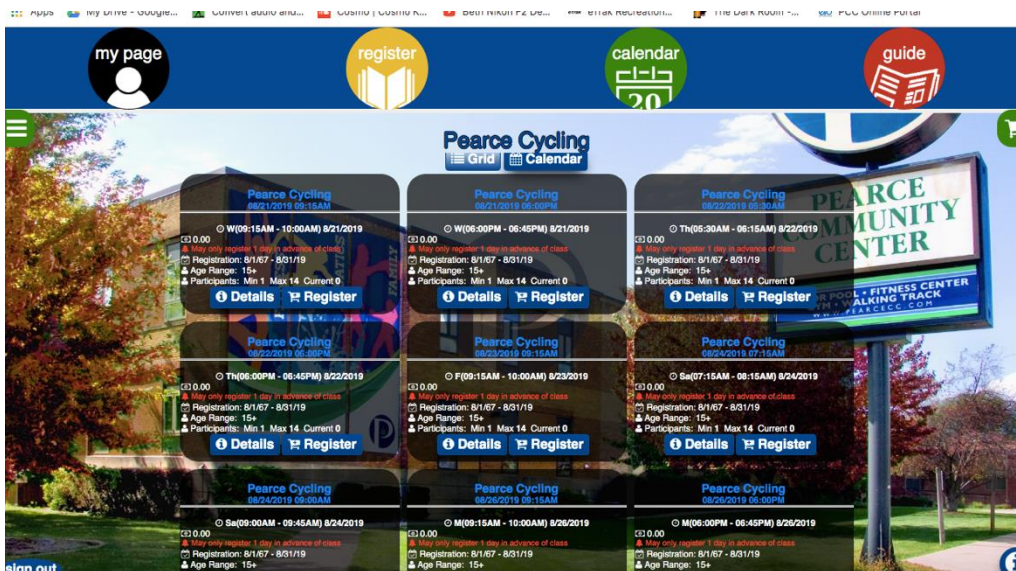 Apps
My Drive - Google...
Convert audio and...
Cosmo | Cosmo K...
Beth Nikon F2 De...
eTrak Recreation...
The Dark Room -...
PCC Online Portal
my page
register
calendar
20
guide
Pearce Cycling
Grid
Calendar
Pearce Cycling
08/21/2019 09:15AM
W(09:15AM - 10:00AM) 8/21/2019
0.00
May only register 1 day in advance of class
Registration: 8/1/67 - 8/31/19
Age Range: 15+
Participants: Min 1 Max 14 Current 0
Details
Register
Pearce Cycling
08/21/2019 06:00PM
W(06:00PM - 06:45PM) 8/21/2019
0.00
May only register 1 day in advance of class
Registration: 8/1/67 - 8/31/19
Age Range: 15+
Participants: Min 1 Max 14 Current 0
Details
Register
Pearce Cycling
08/22/2019 05:30AM
Th(05:30AM - 06:15AM) 8/22/2019
0.00
May only register 1 day in advance of class
Registration: 8/1/67 - 8/31/19
Age Range: 15+
Participants: Min 1 Max 14 Current 0
Details
Register
PEARCE
COMMUNITY
CENTER
POOL • FITNESS CENTER
WALKING TRACK
WWW.PEARCECC.COM
FAMILY
Pearce Cycling
08/22/2019 06:00PM
Th(06:00PM - 06:45PM) 8/22/2019
0.00
May only register 1 day in advance of class
Registration: 8/1/67 - 8/31/19
Age Range: 15+
Participants: Min 1 Max 14 Current 0
Details
Register
Pearce Cycling
08/23/2019 09:15AM
F(09:15AM - 10:00AM) 8/23/2019
0.00
May only register 1 day in advance of class
Registration: 8/1/67 - 8/31/19
Age Range: 15+
Participants: Min 1 Max 14 Current 0
Details
Register
Pearce Cycling
08/24/2019 07:15AM
Sa(07:15AM - 08:15AM) 8/24/2019
0.00
May only register 1 day in advance of class
Registration: 8/1/67 - 8/31/19
Age Range: 15+
Participants: Min 1 Max 14 Current 0
Details
Register
Pearce Cycling
08/24/2019 09:00AM
Sa(09:00AM - 09:45AM) 8/24/2019
0.00
May only register 1 day in advance of class
Registration: 8/1/67 - 8/31/19
Age Range: 15+
Pearce Cycling
08/26/2019 09:15AM
M(09:15AM - 10:00AM) 8/26/2019
0.00
May only register 1 day in advance of class
Registration: 8/1/67 - 8/31/19
Age Range: 15+
Pearce Cycling
08/26/2019 06:00PM
M(06:00PM - 06:45PM) 8/26/2019
0.00
May only register 1 day in advance of class
Registration: 8/1/67 - 8/31/19
Age Range: 15+
sign out